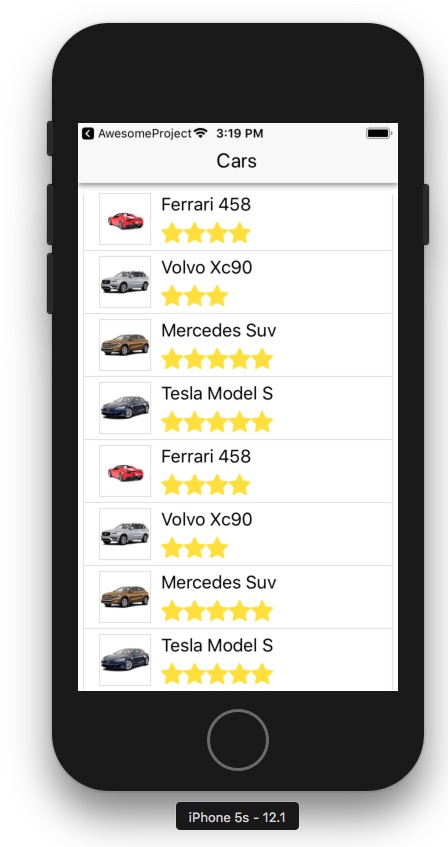 AwesomeProject 3:19 PM
Cars
Ferrari 458
Volvo Xc90
Mercedes Suv
Tesla Model S
Ferrari 458
Volvo Xc90
Mercedes Suv
Tesla Model S
iPhone 5s - 12.1